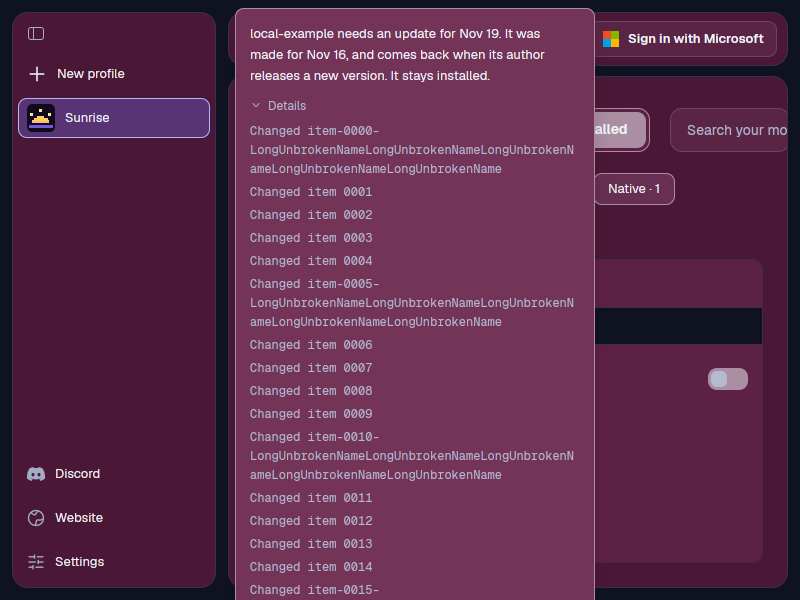 New profile
Sunrise
Discord
Website
Settings
local-example needs an update for Nov 19. It was
made for Nov 16, and comes back when its author
releases a new version. It stays installed.
Details
Changed item-0000-
LongUnbrokenNameLongUnbrokenNameLongUnbrokenN
ameLongUnbrokenNameLongUnbrokenName
Changed item 0001
Changed item 0002
Changed item 0003
Changed item 0004
Changed item-0005-
LongUnbrokenNameLongUnbrokenNameLongUnbrokenN
ameLongUnbrokenNameLongUnbrokenName
Changed item 0006
Changed item 0007
Changed item 0008
Changed item 0009
Changed item-0010-
LongUnbrokenNameLongUnbrokenNameLongUnbrokenN
ameLongUnbrokenNameLongUnbrokenName
Changed item 0011
Changed item 0012
Changed item 0013
Changed item 0014
Changed item-0015-
Sign in with Microsoft
alled
Search your mo
Native · 1